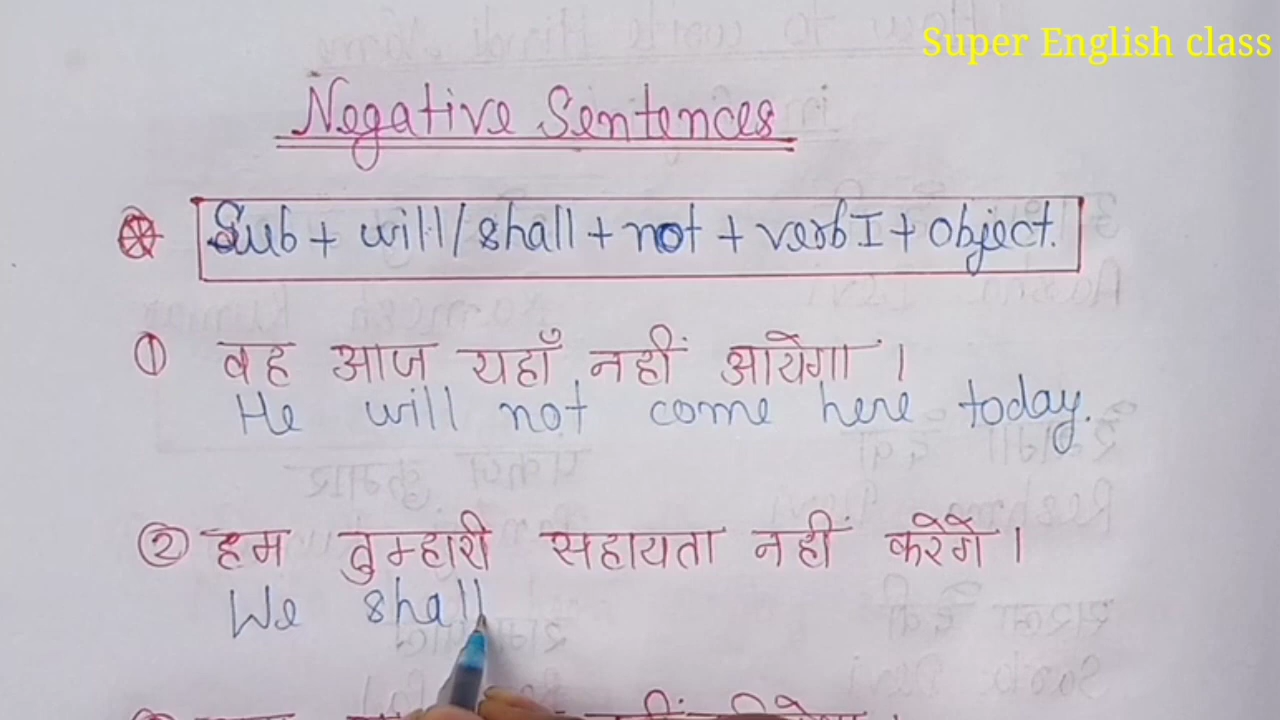 Super English class
Negative Sentences
Sub + will/shall + not + verb I + object.
① वह आज यहाँ नहीं आयेगा ।
He will not come here today.
② हम तुम्हारी सहायता नहीं करेगें ।
We shall